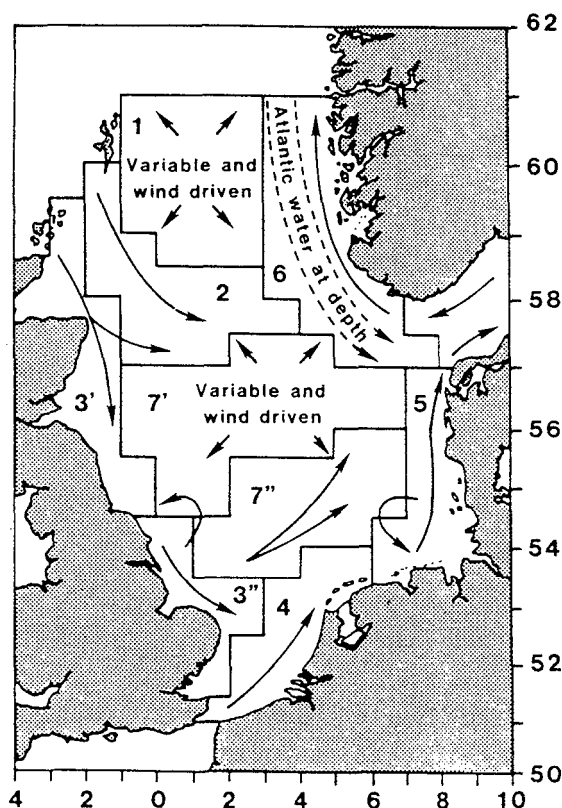 62
1
Variable and
wind driven
Atlantic water at depth
60
6
2
58
3'
7'
Variable and
wind driven
5
56
7"
54
3"
4
52
50
4 2 0 2 4 6 8 10